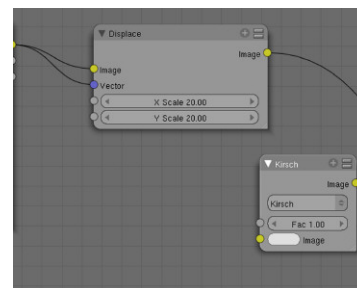 Displace
Image
Image
Vector
X Scale 20.00
Y Scale 20.00
Kirsch
Image
Kirsch
Fac 1.00
Image